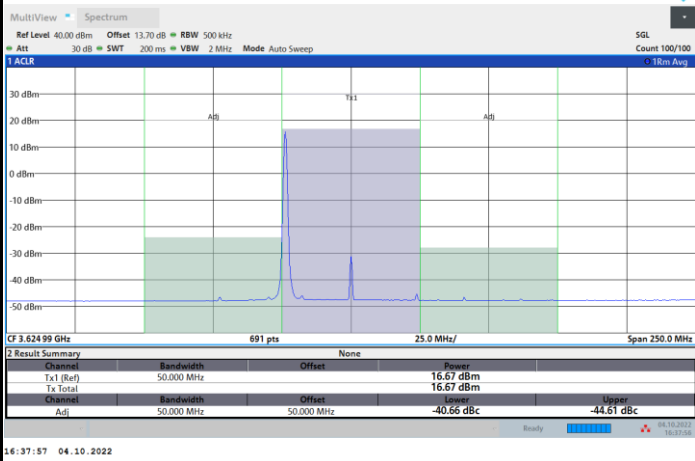 MultiView Spectrum
Ref Level 40.00 dBm Offset 13.70 dB RBW 500 kHz SGL
Att 30 dB SWT 200 ms VBW 2 MHz Mode Auto Sweep Count 100/100
1 ACLR 1Rm Avg
30 dBm
Tx1
20 dBm Adj Adj
10 dBm
0 dBm
-10 dBm
-20 dBm
-30 dBm
-40 dBm
-50 dBm
CF 3.624 99 GHz 691 pts 25.0 MHz/ Span 250.0 MHz
2 Result Summary None
Channel Bandwidth Offset Power
Tx1 (Ref) 50.000 MHz 16.67 dBm
Tx Total 16.67 dBm
Channel Bandwidth Offset Lower Upper
Adj 50.000 MHz 50.000 MHz -40.66 dBc -44.61 dBc
Ready 04.10.2022
16:37:56
16:37:57 04.10.2022